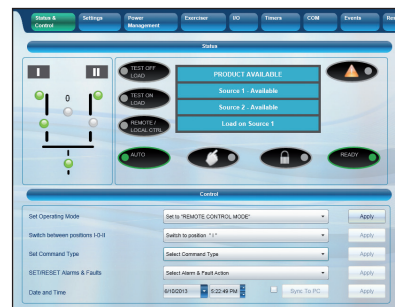 Status & Control
Settings
Power Management
Exerciser
I/O
Timers
COM
Events
Status
I
II
0
TEST OFF LOAD
TEST ON LOAD
REMOTE / LOCAL CTRL
AUTO
PRODUCT AVAILABLE
Source 1 - Available
Source 2 - Available
Load on Source 1
READY
Control
Set Operating Mode
Set to "REMOTE CONTROL MODE"
Apply
Switch between positions I-0-II
Switch to position "I"
Apply
Set Command Type
Select Command Type
Apply
SET/RESET Alarms & Faults
Select Alarm & Fault Action
Apply
Date and Time
6/10/2013
5:22:49 PM
Sync To PC
Apply